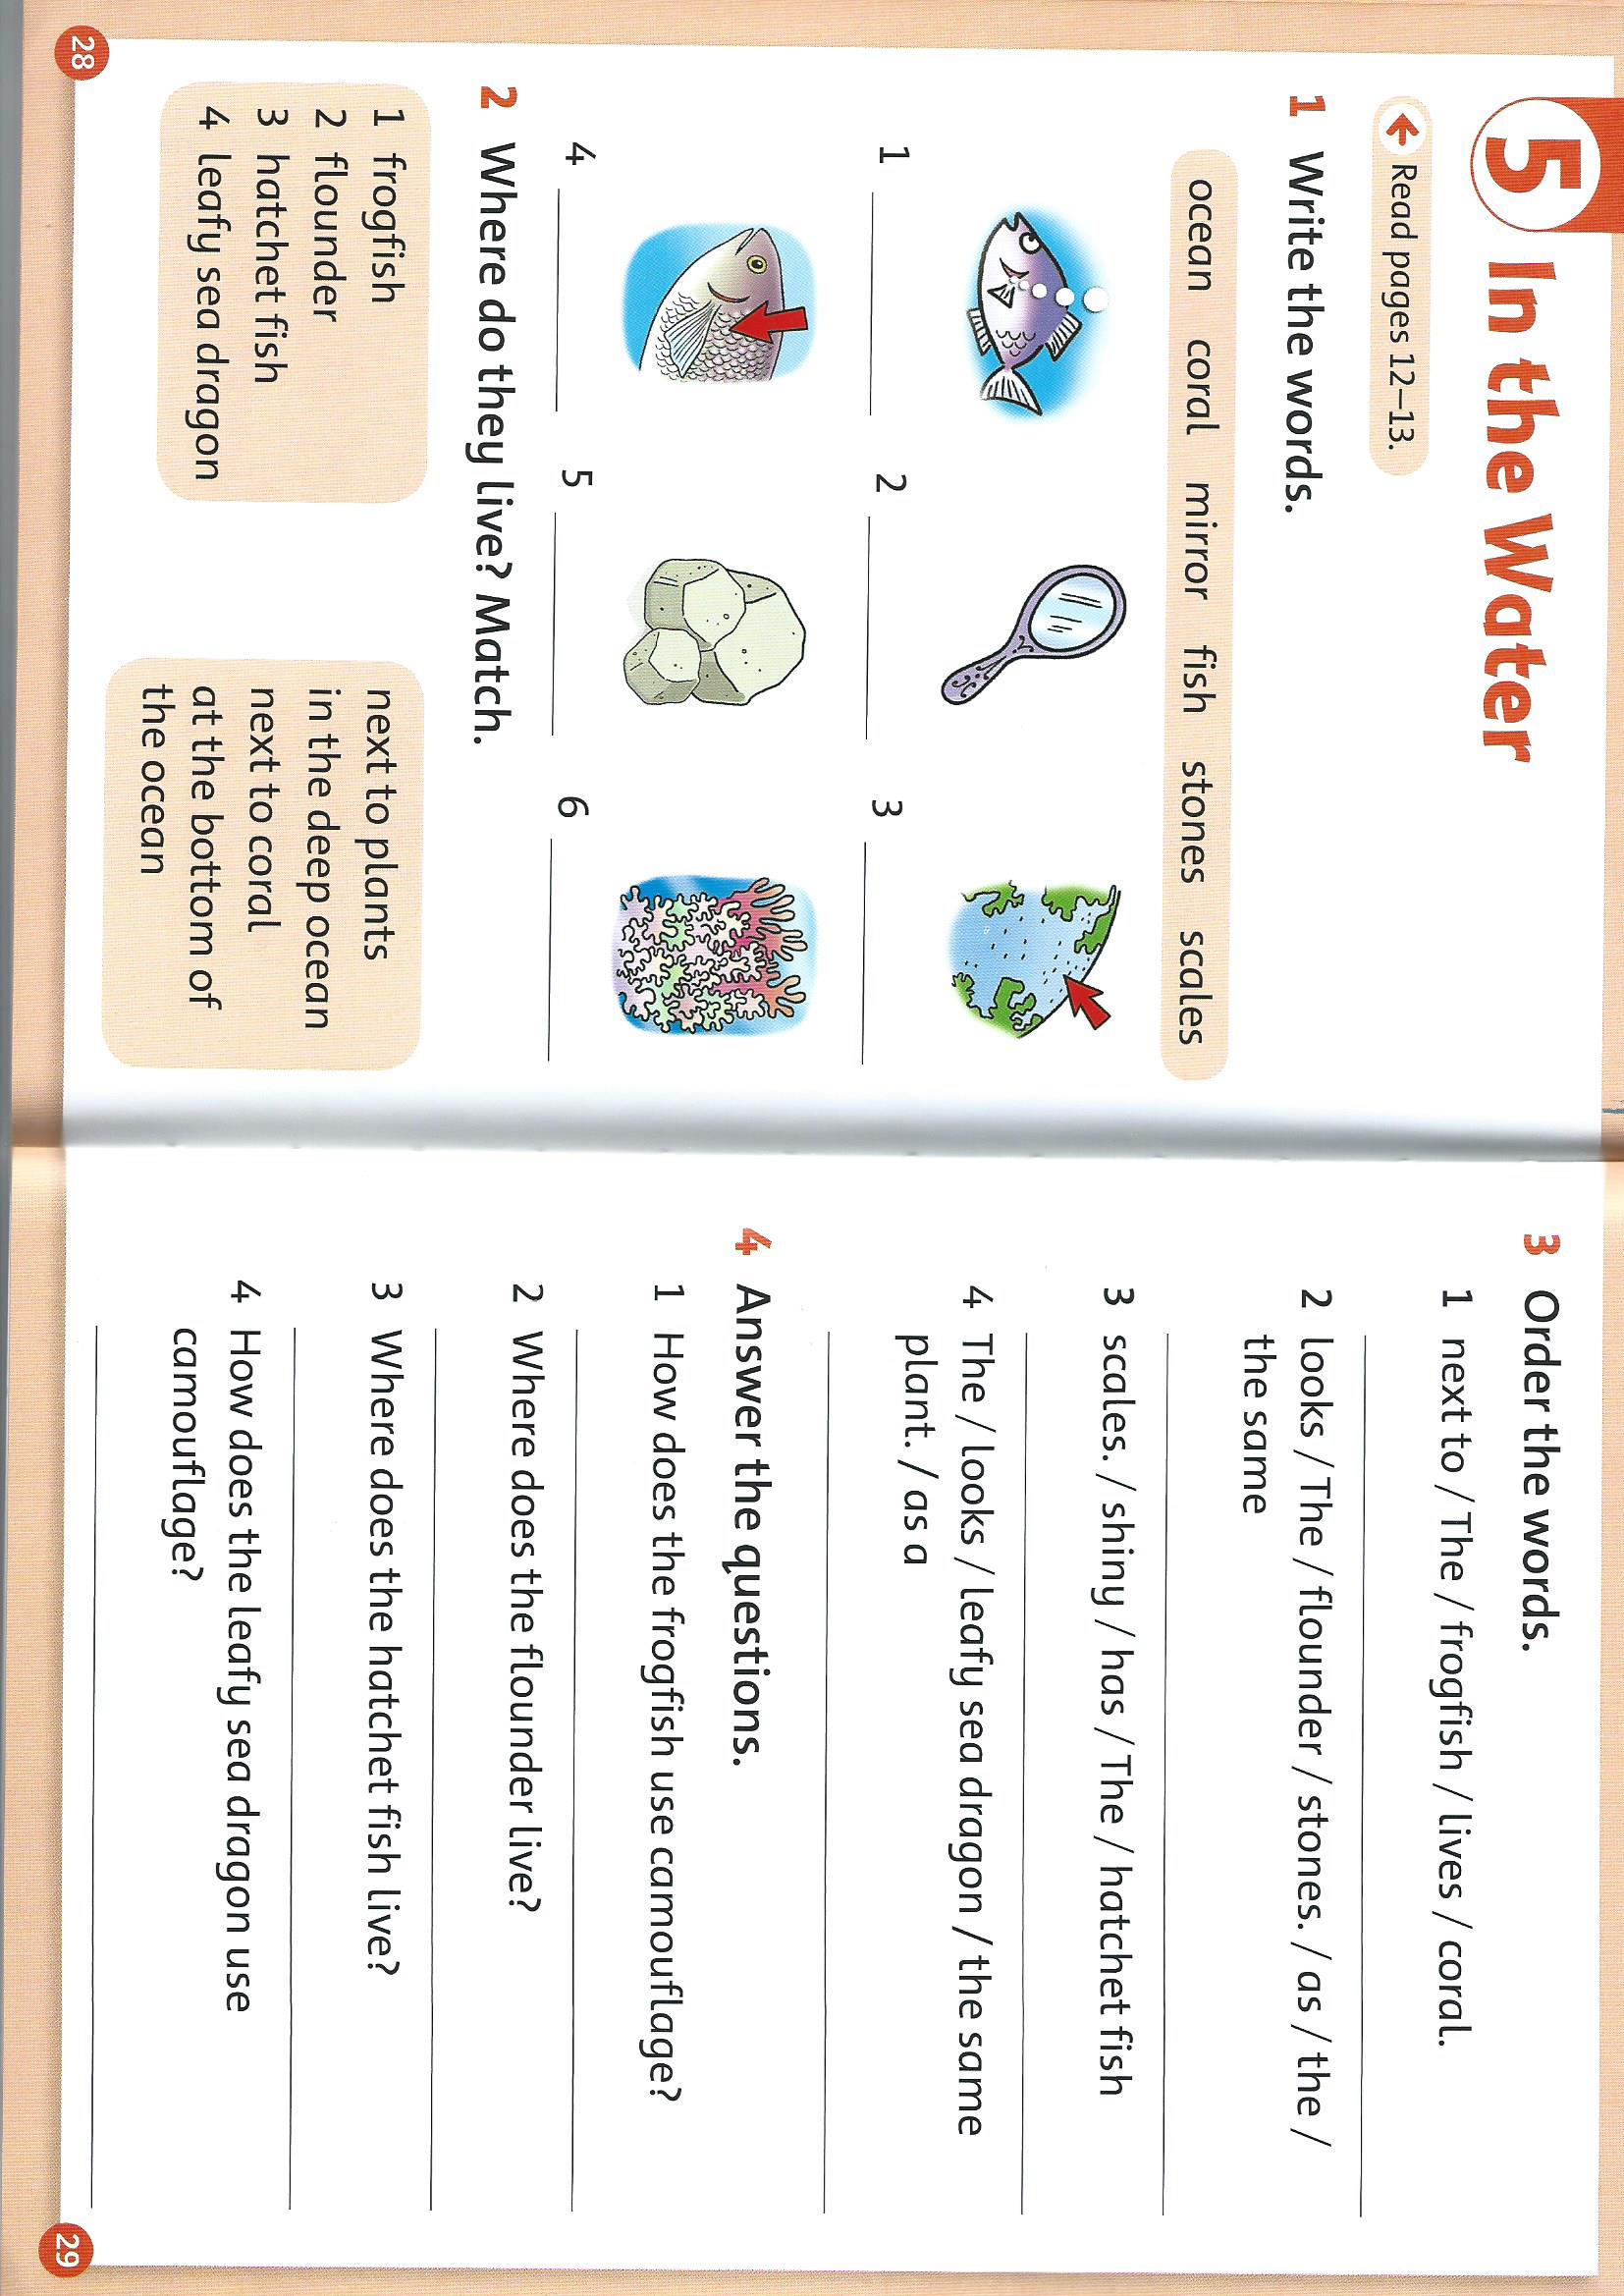 5 In the Water
Read pages 12–13.
1 Write the words.
ocean coral mirror fish stones scales
1 2 3
4 5 6
2 Where do they live? Match.
1 frogfish
2 flounder
3 hatchet fish
4 leafy sea dragon
next to plants
in the deep ocean
next to coral
at the bottom of
the ocean
28
3 Order the words.
1 next to / The / frogfish / lives / coral.
2 looks / The / flounder / stones. / as / the /
the same
3 scales. / shiny / has / The / hatchet fish
4 The / looks / leafy sea dragon / the same
plant. / as a
4 Answer the questions.
1 How does the frogfish use camouflage?
2 Where does the flounder live?
3 Where does the hatchet fish live?
4 How does the leafy sea dragon use
camouflage?
29